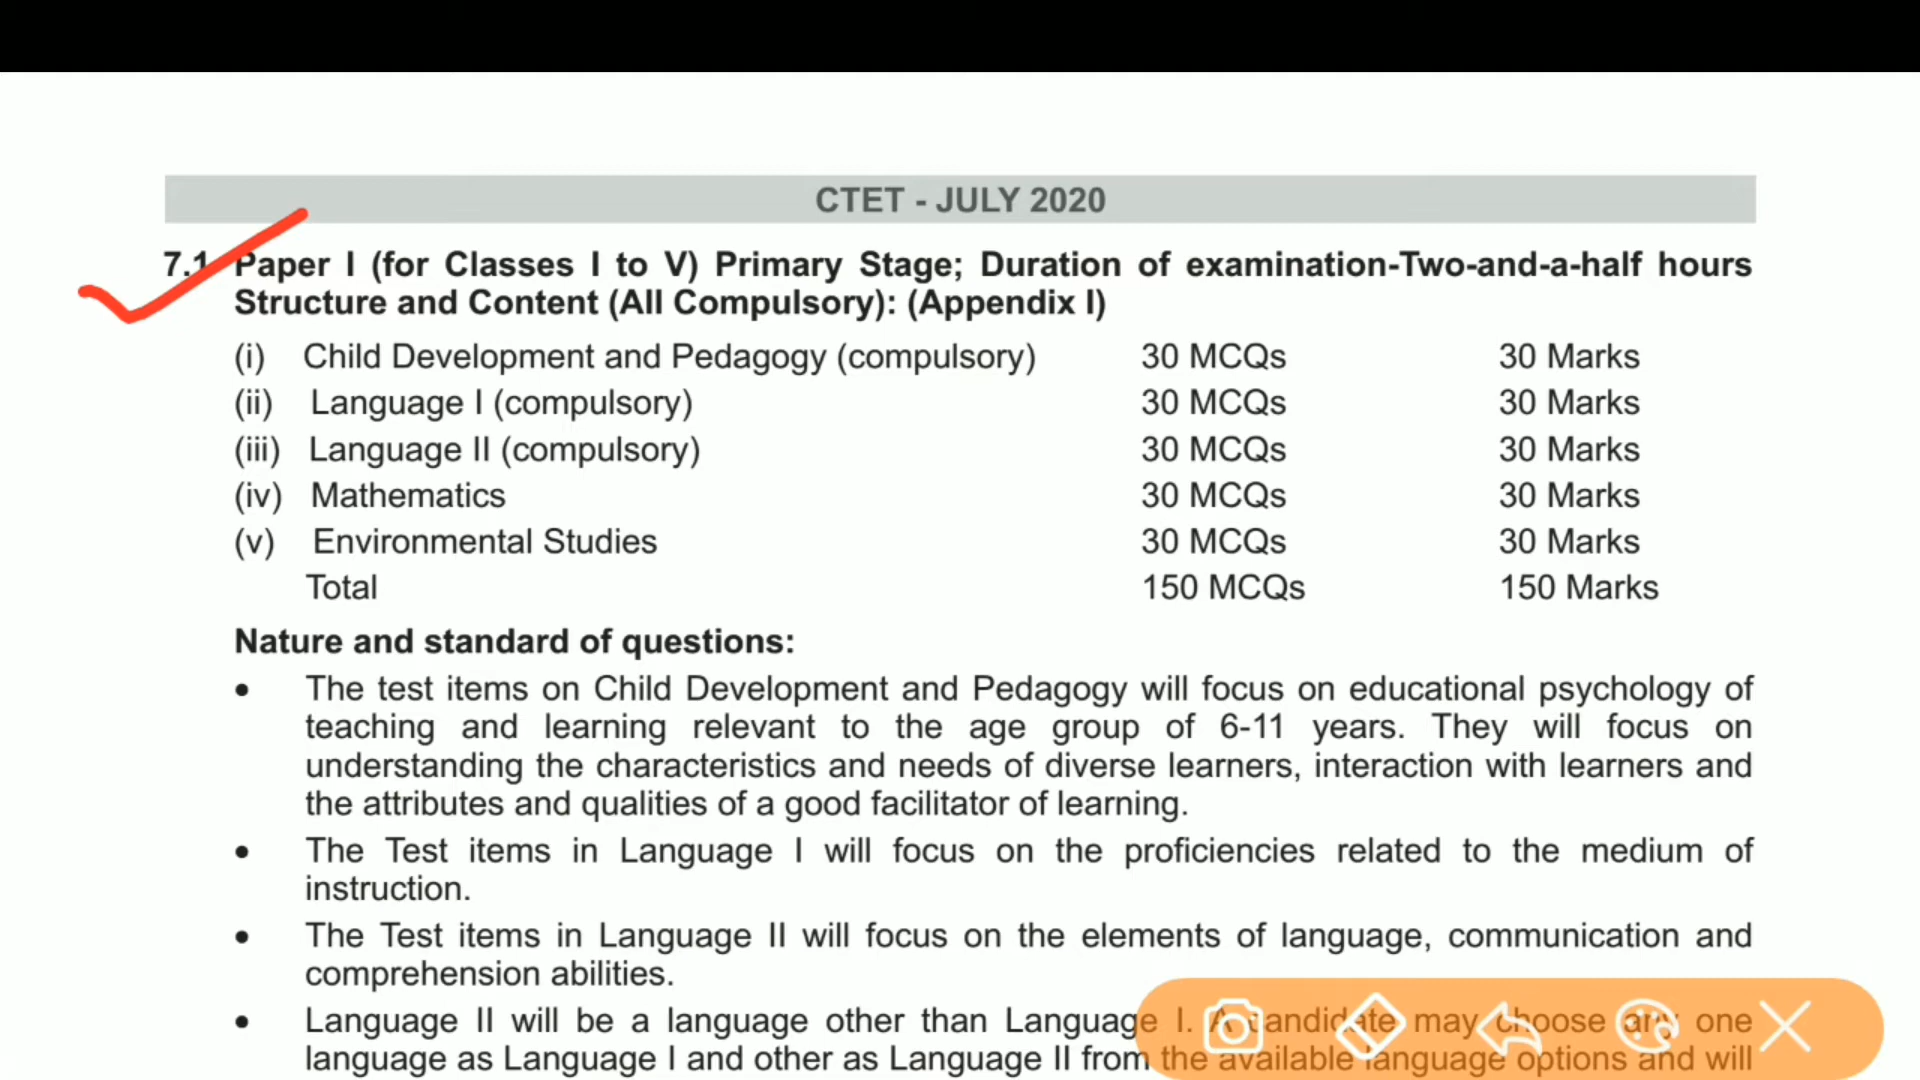 CTET - JULY 2020
7.1 Paper I (for Classes I to V) Primary Stage; Duration of examination-Two-and-a-half hours
Structure and Content (All Compulsory): (Appendix I)
(i) Child Development and Pedagogy (compulsory) 30 MCQs 30 Marks
(ii) Language I (compulsory) 30 MCQs 30 Marks
(iii) Language II (compulsory) 30 MCQs 30 Marks
(iv) Mathematics 30 MCQs 30 Marks
(v) Environmental Studies 30 MCQs 30 Marks
Total 150 MCQs 150 Marks
Nature and standard of questions:
• The test items on Child Development and Pedagogy will focus on educational psychology of
teaching and learning relevant to the age group of 6-11 years. They will focus on
understanding the characteristics and needs of diverse learners, interaction with learners and
the attributes and qualities of a good facilitator of learning.
• The Test items in Language I will focus on the proficiencies related to the medium of
instruction.
• The Test items in Language II will focus on the elements of language, communication and
comprehension abilities.
• Language II will be a language other than Language I. A candidate may choose any one
language as Language I and other as Language II from the available language options and will